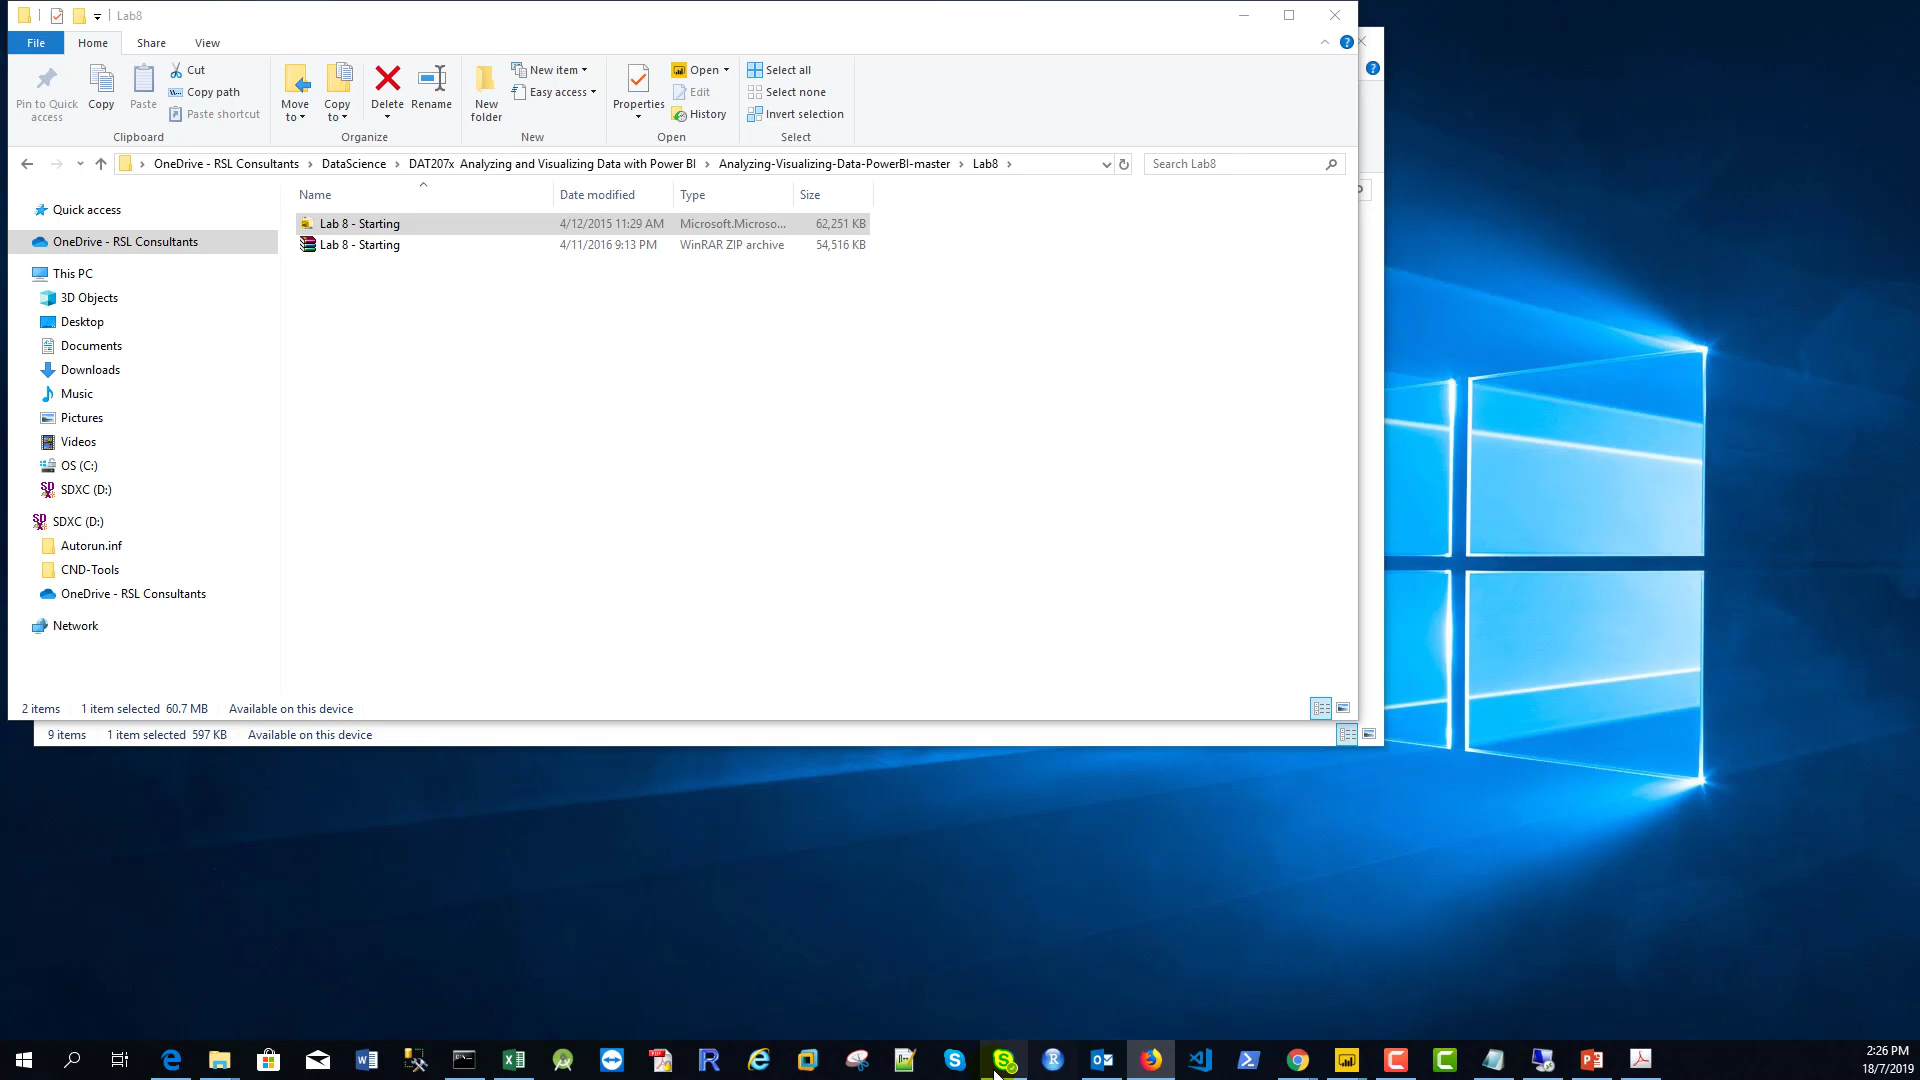 Lab8
File Home Share View
Pin to Quick access
Copy
Paste
Cut
Copy path
Paste shortcut
Clipboard
Move to
Copy to
Delete
Rename
Organize
New folder
New item
Easy access
New
Properties
Open
Edit
History
Open
Select all
Select none
Invert selection
Select
OneDrive - RSL Consultants > DataScience > DAT207x Analyzing and Visualizing Data with Power BI > Analyzing-Visualizing-Data-PowerBI-master > Lab8 >
Search Lab8
Name Date modified Type Size
Lab 8 - Starting 4/12/2015 11:29 AM Microsoft.Microso... 62,251 KB
Lab 8 - Starting 4/11/2016 9:13 PM WinRAR ZIP archive 54,516 KB
Quick access
OneDrive - RSL Consultants
This PC
3D Objects
Desktop
Documents
Downloads
Music
Pictures
Videos
OS (C:)
SDXC (D:)
SDXC (D:)
Autorun.inf
CND-Tools
OneDrive - RSL Consultants
Network
2 items 1 item selected 60.7 MB Available on this device
9 items 1 item selected 597 KB Available on this device
2:26 PM
18/7/2019